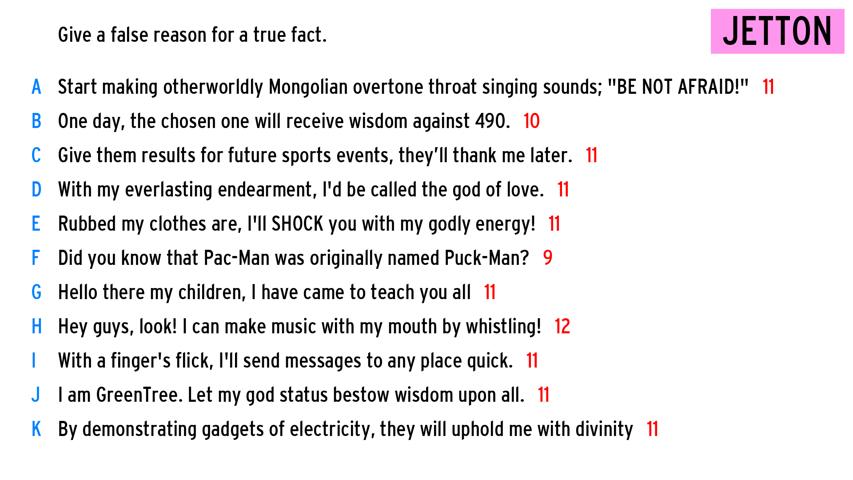 Give a false reason for a true fact.
JETTON
A Start making otherworldly Mongolian overtone throat singing sounds; "BE NOT AFRAID!" 11
B One day, the chosen one will receive wisdom against 490. 10
C Give them results for future sports events, they'll thank me later. 11
D With my everlasting endearment, I'd be called the god of love. 11
E Rubbed my clothes are, I'll SHOCK you with my godly energy! 11
F Did you know that Pac-Man was originally named Puck-Man? 9
G Hello there my children, I have came to teach you all 11
H Hey guys, look! I can make music with my mouth by whistling! 12
I With a finger's flick, I'll send messages to any place quick. 11
J I am GreenTree. Let my god status bestow wisdom upon all. 11
K By demonstrating gadgets of electricity, they will uphold me with divinity 11